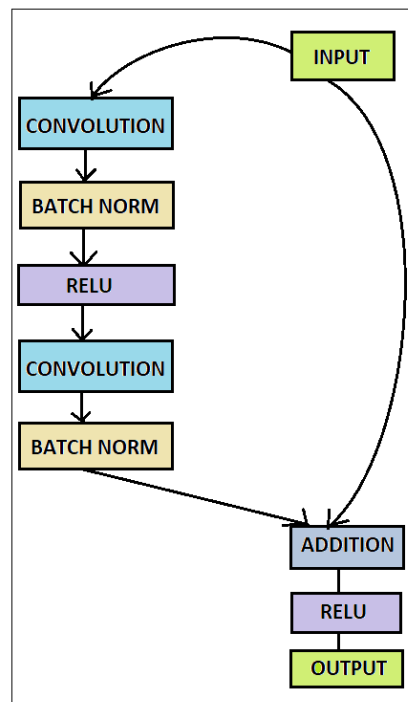 INPUT
CONVOLUTION
BATCH NORM
RELU
CONVOLUTION
BATCH NORM
ADDITION
RELU
OUTPUT